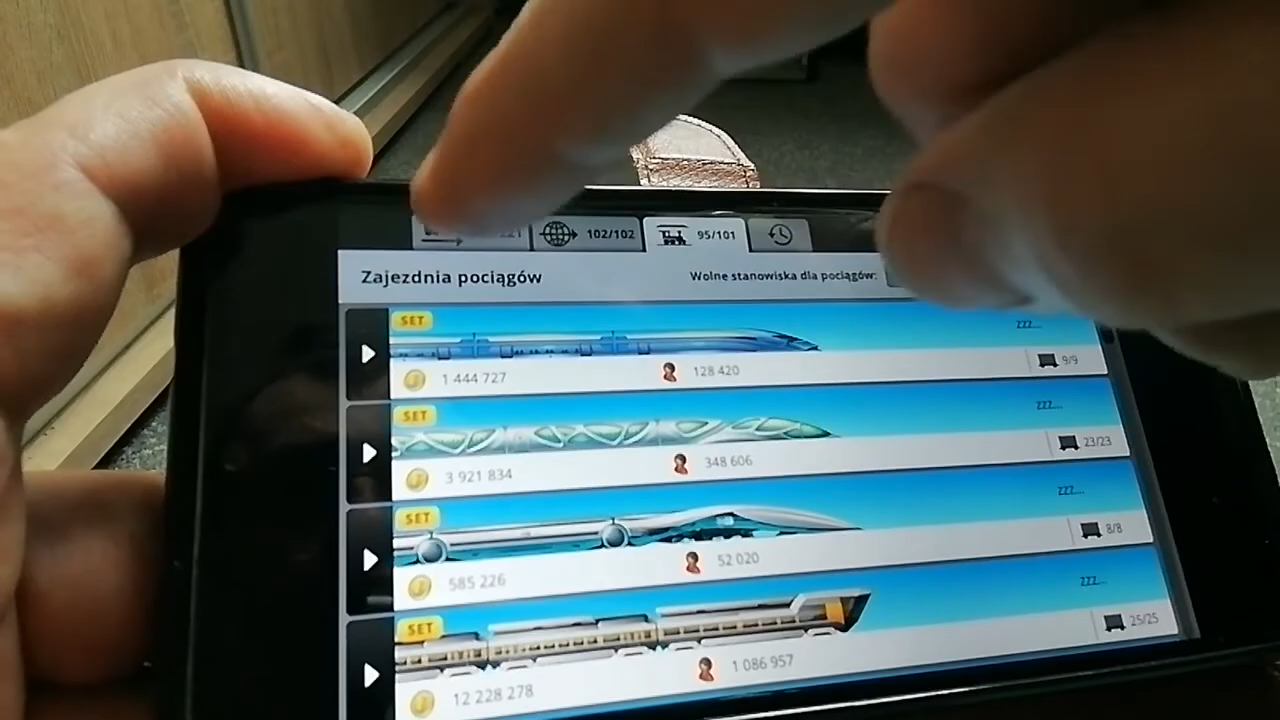 102/102
95/101
Zajezdnia pociągów
Wolne stanowiska dla pociągów:
SET
zzz...
1 444 727
128 420
9/9
SET
zzz...
3 921 834
348 606
23/23
SET
zzz...
585 226
52 020
8/8
SET
zzz...
12 228 278
1 086 957
25/25